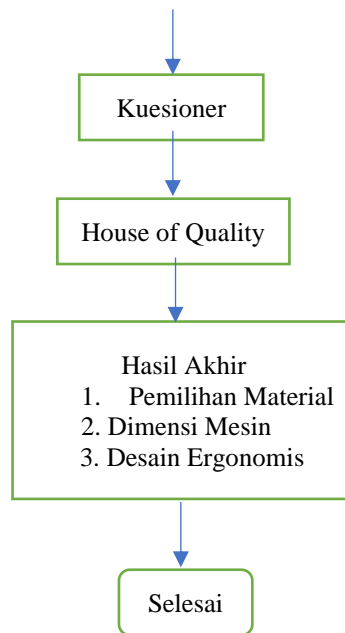 Kuesioner
House of Quality
Hasil Akhir
1. Pemilihan Material
2. Dimensi Mesin
3. Desain Ergonomis
Selesai